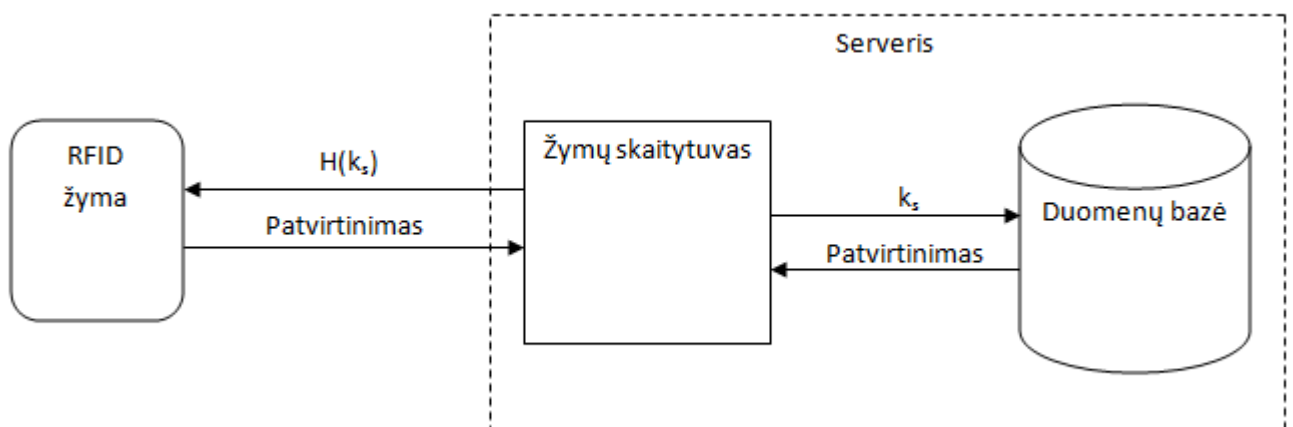 Serveris
RFID
žyma
H(kₛ)
Patvirtinimas
Žymų skaitytuvas
kₛ
Patvirtinimas
Duomenų bazė